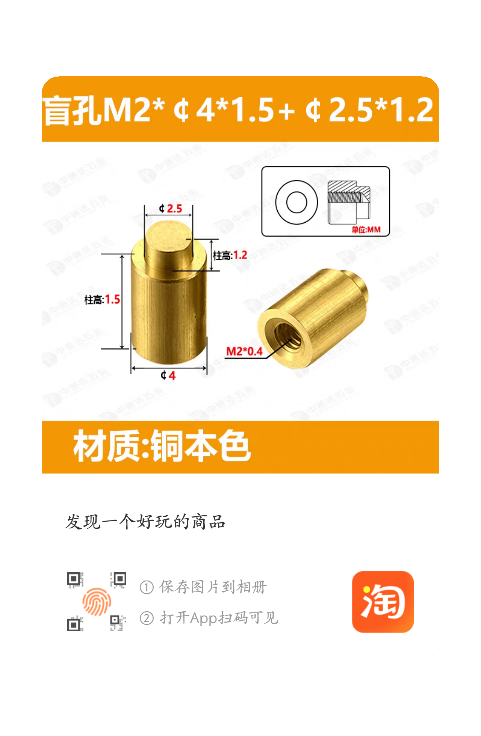 盲孔M2*￠4*1.5+￠2.5*1.2
￠2.5
单位:MM
柱高:1.2
柱高:1.5
M2*0.4
￠4
材质:铜本色
发现一个好玩的商品
① 保存图片到相册
② 打开App扫码可见
淘